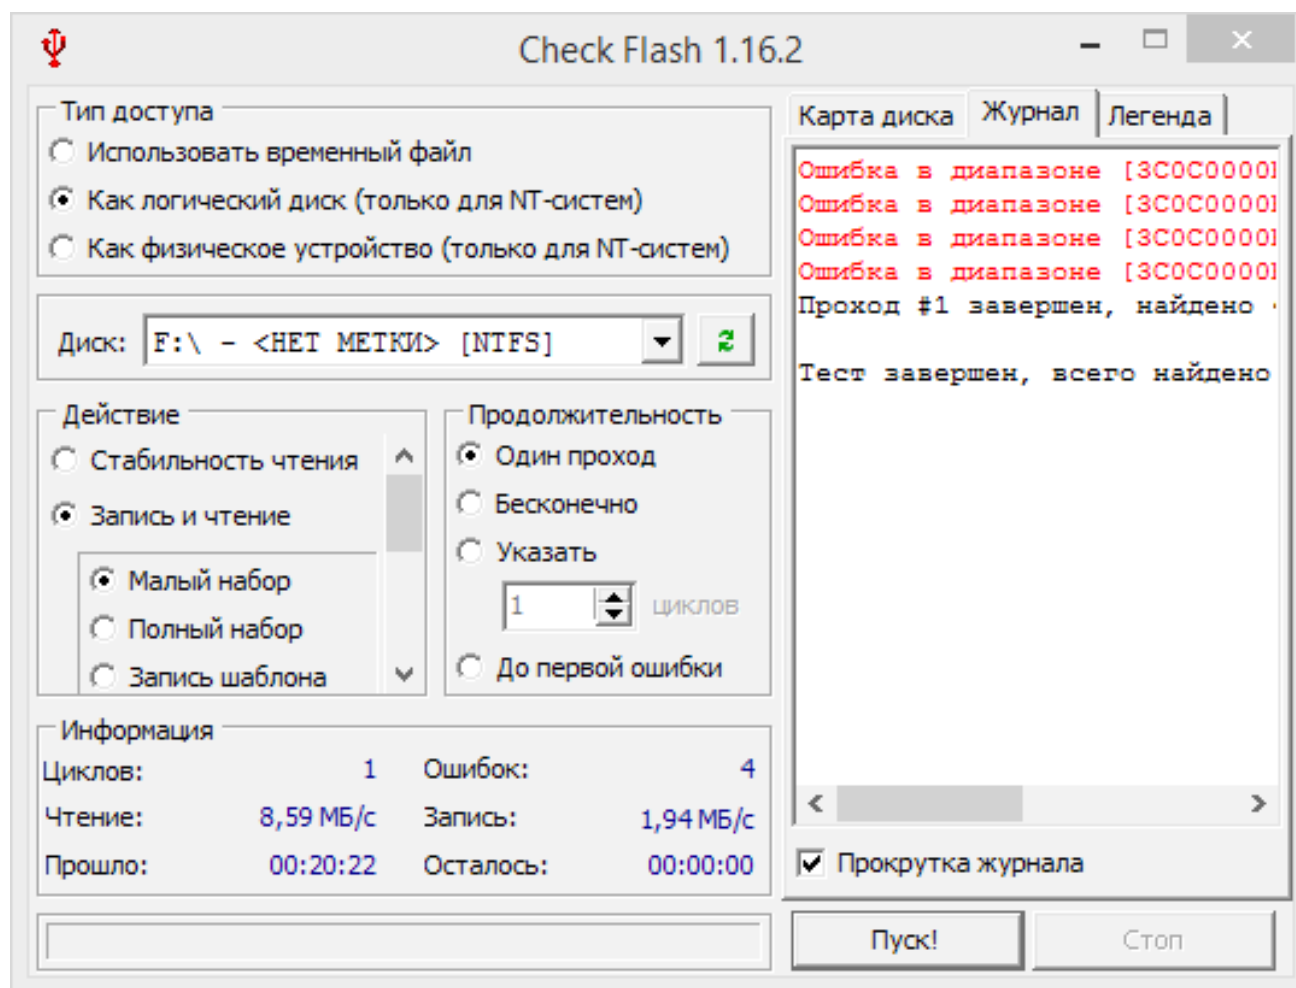 Check Flash 1.16.2
Тип доступа
Использовать временный файл
Как логический диск (только для NT-систем)
Как физическое устройство (только для NT-систем)
Диск: F:\ - <НЕТ МЕТКИ> [NTFS]
Действие
Стабильность чтения
Запись и чтение
Малый набор
Полный набор
Запись шаблона
Продолжительность
Один проход
Бесконечно
Указать
1 циклов
До первой ошибки
Информация
Циклов: 1 Ошибок: 4
Чтение: 8,59 МБ/с Запись: 1,94 МБ/с
Прошло: 00:20:22 Осталось: 00:00:00
Карта диска Журнал Легенда
Ошибка в диапазоне [3C0C0000
Ошибка в диапазоне [3C0C0000
Ошибка в диапазоне [3C0C0000
Ошибка в диапазоне [3C0C0000
Проход #1 завершен, найдено
Тест завершен, всего найдено
Прокрутка журнала
Пуск! Стоп